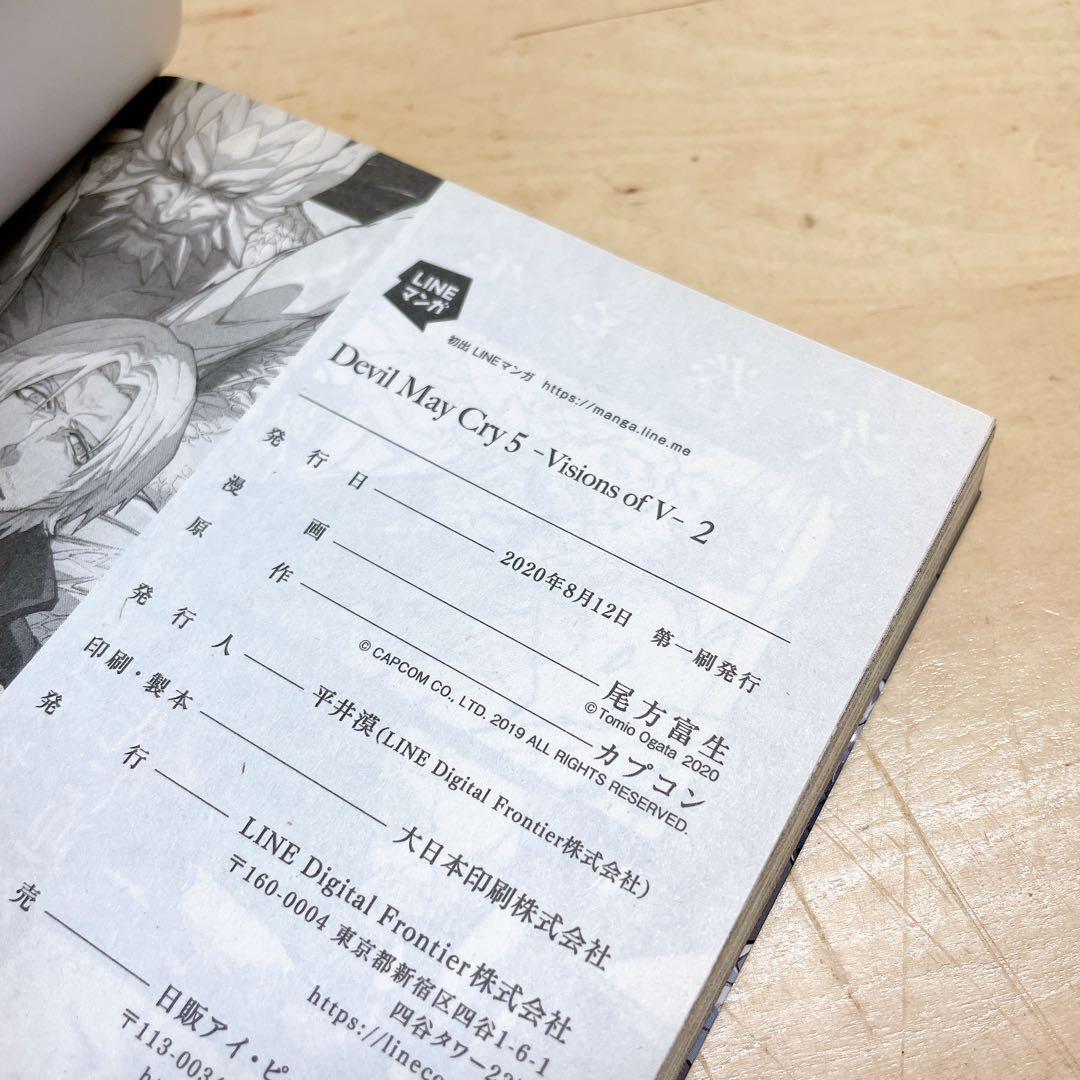 LINE
マンガ
初出 LINEマンガ https://manga.line.me
Devil May Cry 5 -Visions of V- 2
発行日 2020年8月12日 第一刷発行
漫画 尾方富生
©Tomio Ogata 2020
原作 カプコン
© CAPCOM CO., LTD. 2019 ALL RIGHTS RESERVED.
発行人 平井漠(LINE Digital Frontier株式会社)
印刷・製本 大日本印刷株式会社
発行 LINE Digital Frontier株式会社
〒160-0004 東京都新宿区四谷1-6-1
四谷タワー
売 日販アイ・ピ
〒113-0034